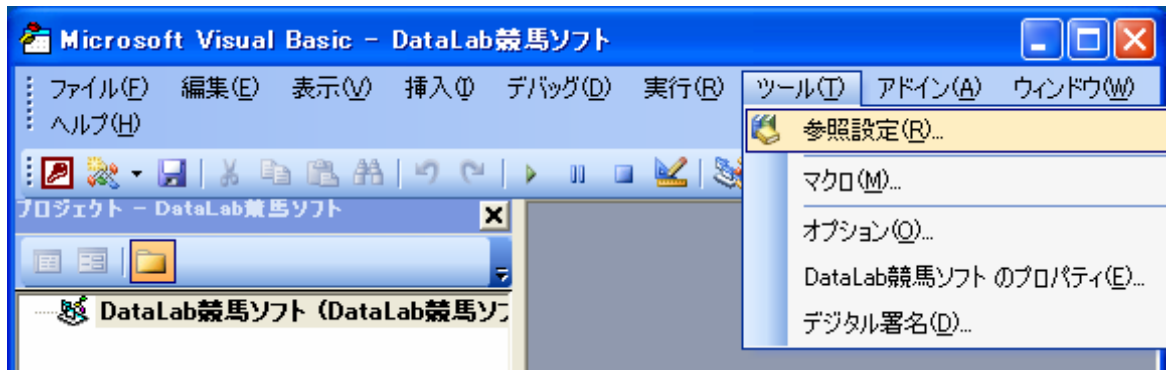 Microsoft Visual Basic - DataLab競馬ソフト
ファイル(F) 編集(E) 表示(V) 挿入(I) デバッグ(D) 実行(R) ツール(T) アドイン(A) ウィンドウ(W)
ヘルプ(H)
参照設定(R)...
マクロ(M)...
オプション(O)...
DataLab競馬ソフト のプロパティ(E)...
デジタル署名(D)...
プロジェクト - DataLab競馬ソフト
DataLab競馬ソフト (DataLab競馬ソフ